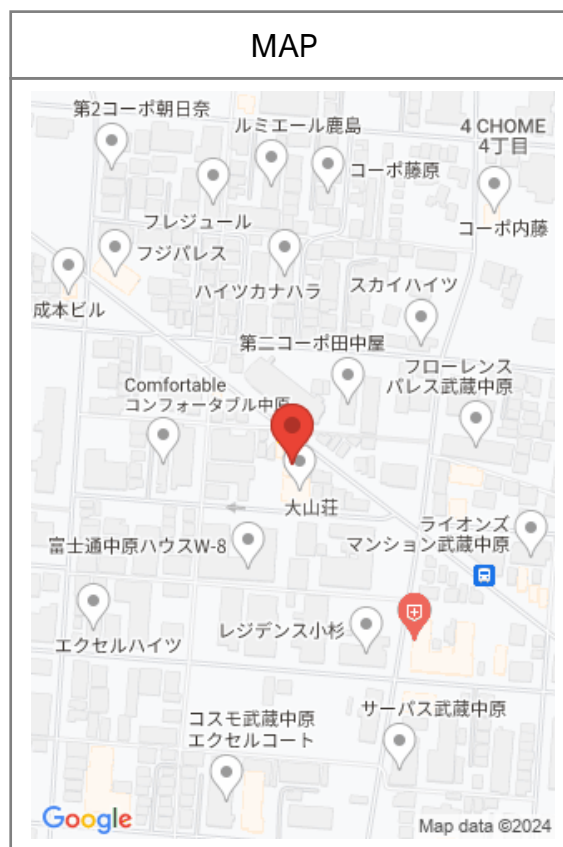 MAP
第2コーポ朝日奈
ルミエール鹿島
4 CHOME
4丁目
コーポ藤原
フレジュール
コーポ内藤
フジパレス
ハイツカナハラ
スカイハイツ
成本ビル
第二コーポ田中屋
フローレンス
パレス武蔵中原
Comfortable
コンフォータブル中原
大山荘
ライオンズ
マンション武蔵中原
富士通中原ハウスW-8
レジデンス小杉
エクセルハイツ
コスモ武蔵中原
エクセルコート
サーパス武蔵中原
Google
Map data ©2024